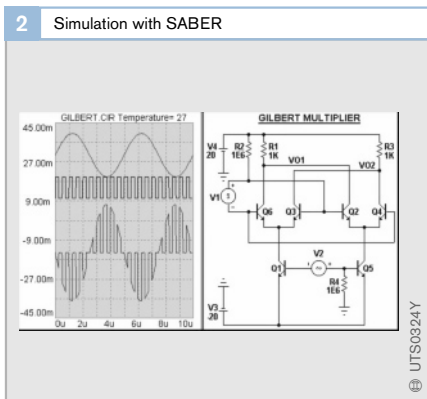 2 Simulation with SABER
GILBERT.CIR Temperature= 27
45.00m
27.00m
9.00m
-9.00m
-27.00m
-45.00m
0u 2u 4u 6u 8u 10u
GILBERT MULTIPLIER
V4
20
R2
1E6
R1
1K
R3
1K
VO1
VO2
V1
Q6
Q3
Q2
Q4
V2
Q1
Q5
R4
1E6
V3
-20
UTS0324Y